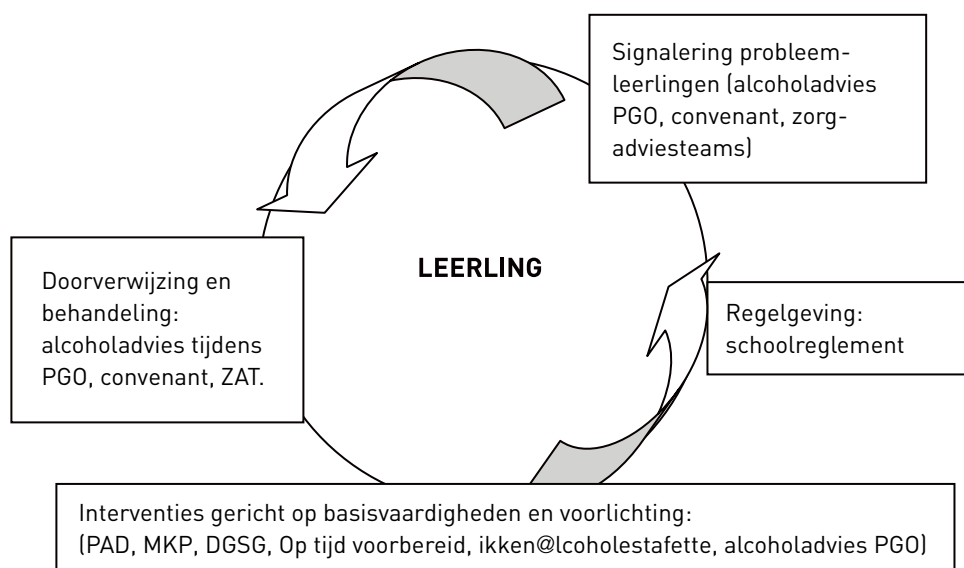 Signalering probleem-
leerlingen (alcoholadvies
PGO, convenant, zorg-
adviesteams)
LEERLING
Doorverwijzing en
behandeling:
alcoholadvies tijdens
PGO, convenant, ZAT.
Regelgeving:
schoolreglement
Interventies gericht op basisvaardigheden en voorlichting:
(PAD, MKP, DGSG, Op tijd voorbereid, ikken@lcoholestafette, alcoholadvies PGO)